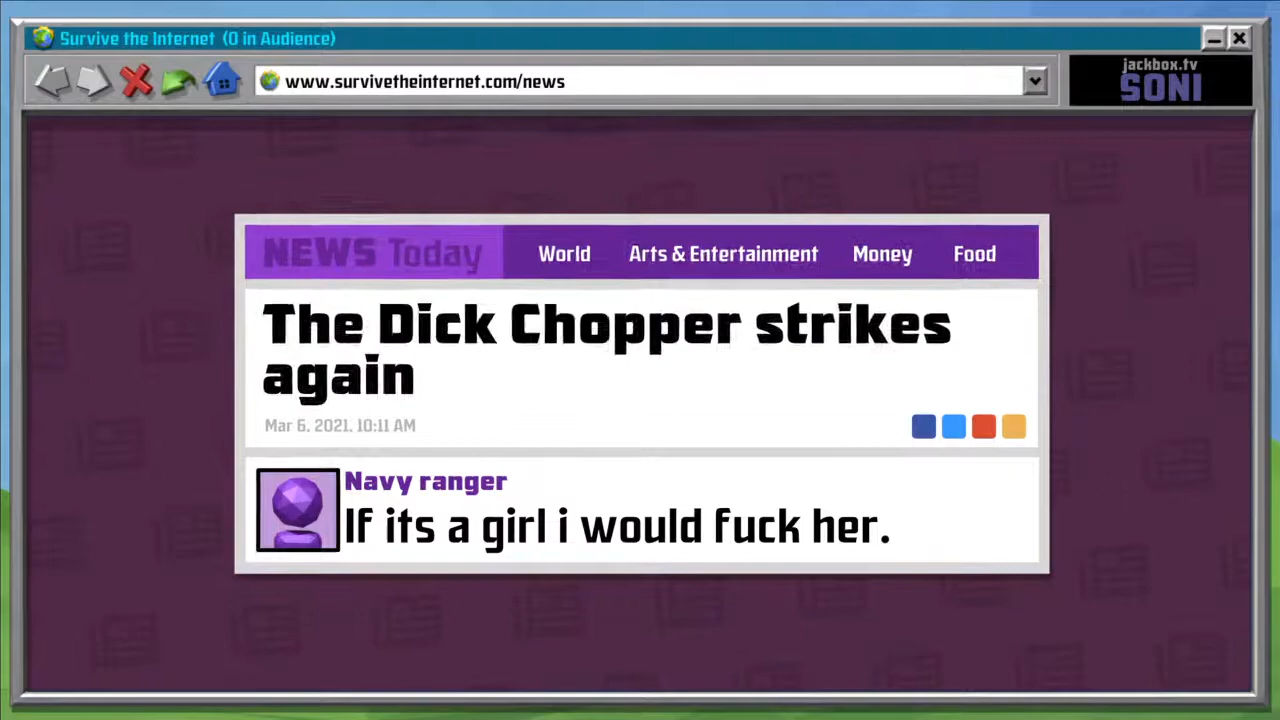 Survive the Internet (0 in Audience)
www.survivetheinternet.com/news
jackbox.tv
SONI
NEWS Today World Arts & Entertainment Money Food
The Dick Chopper strikes
again
Mar 6, 2021, 10:11 AM
Navy ranger
If its a girl i would fuck her.